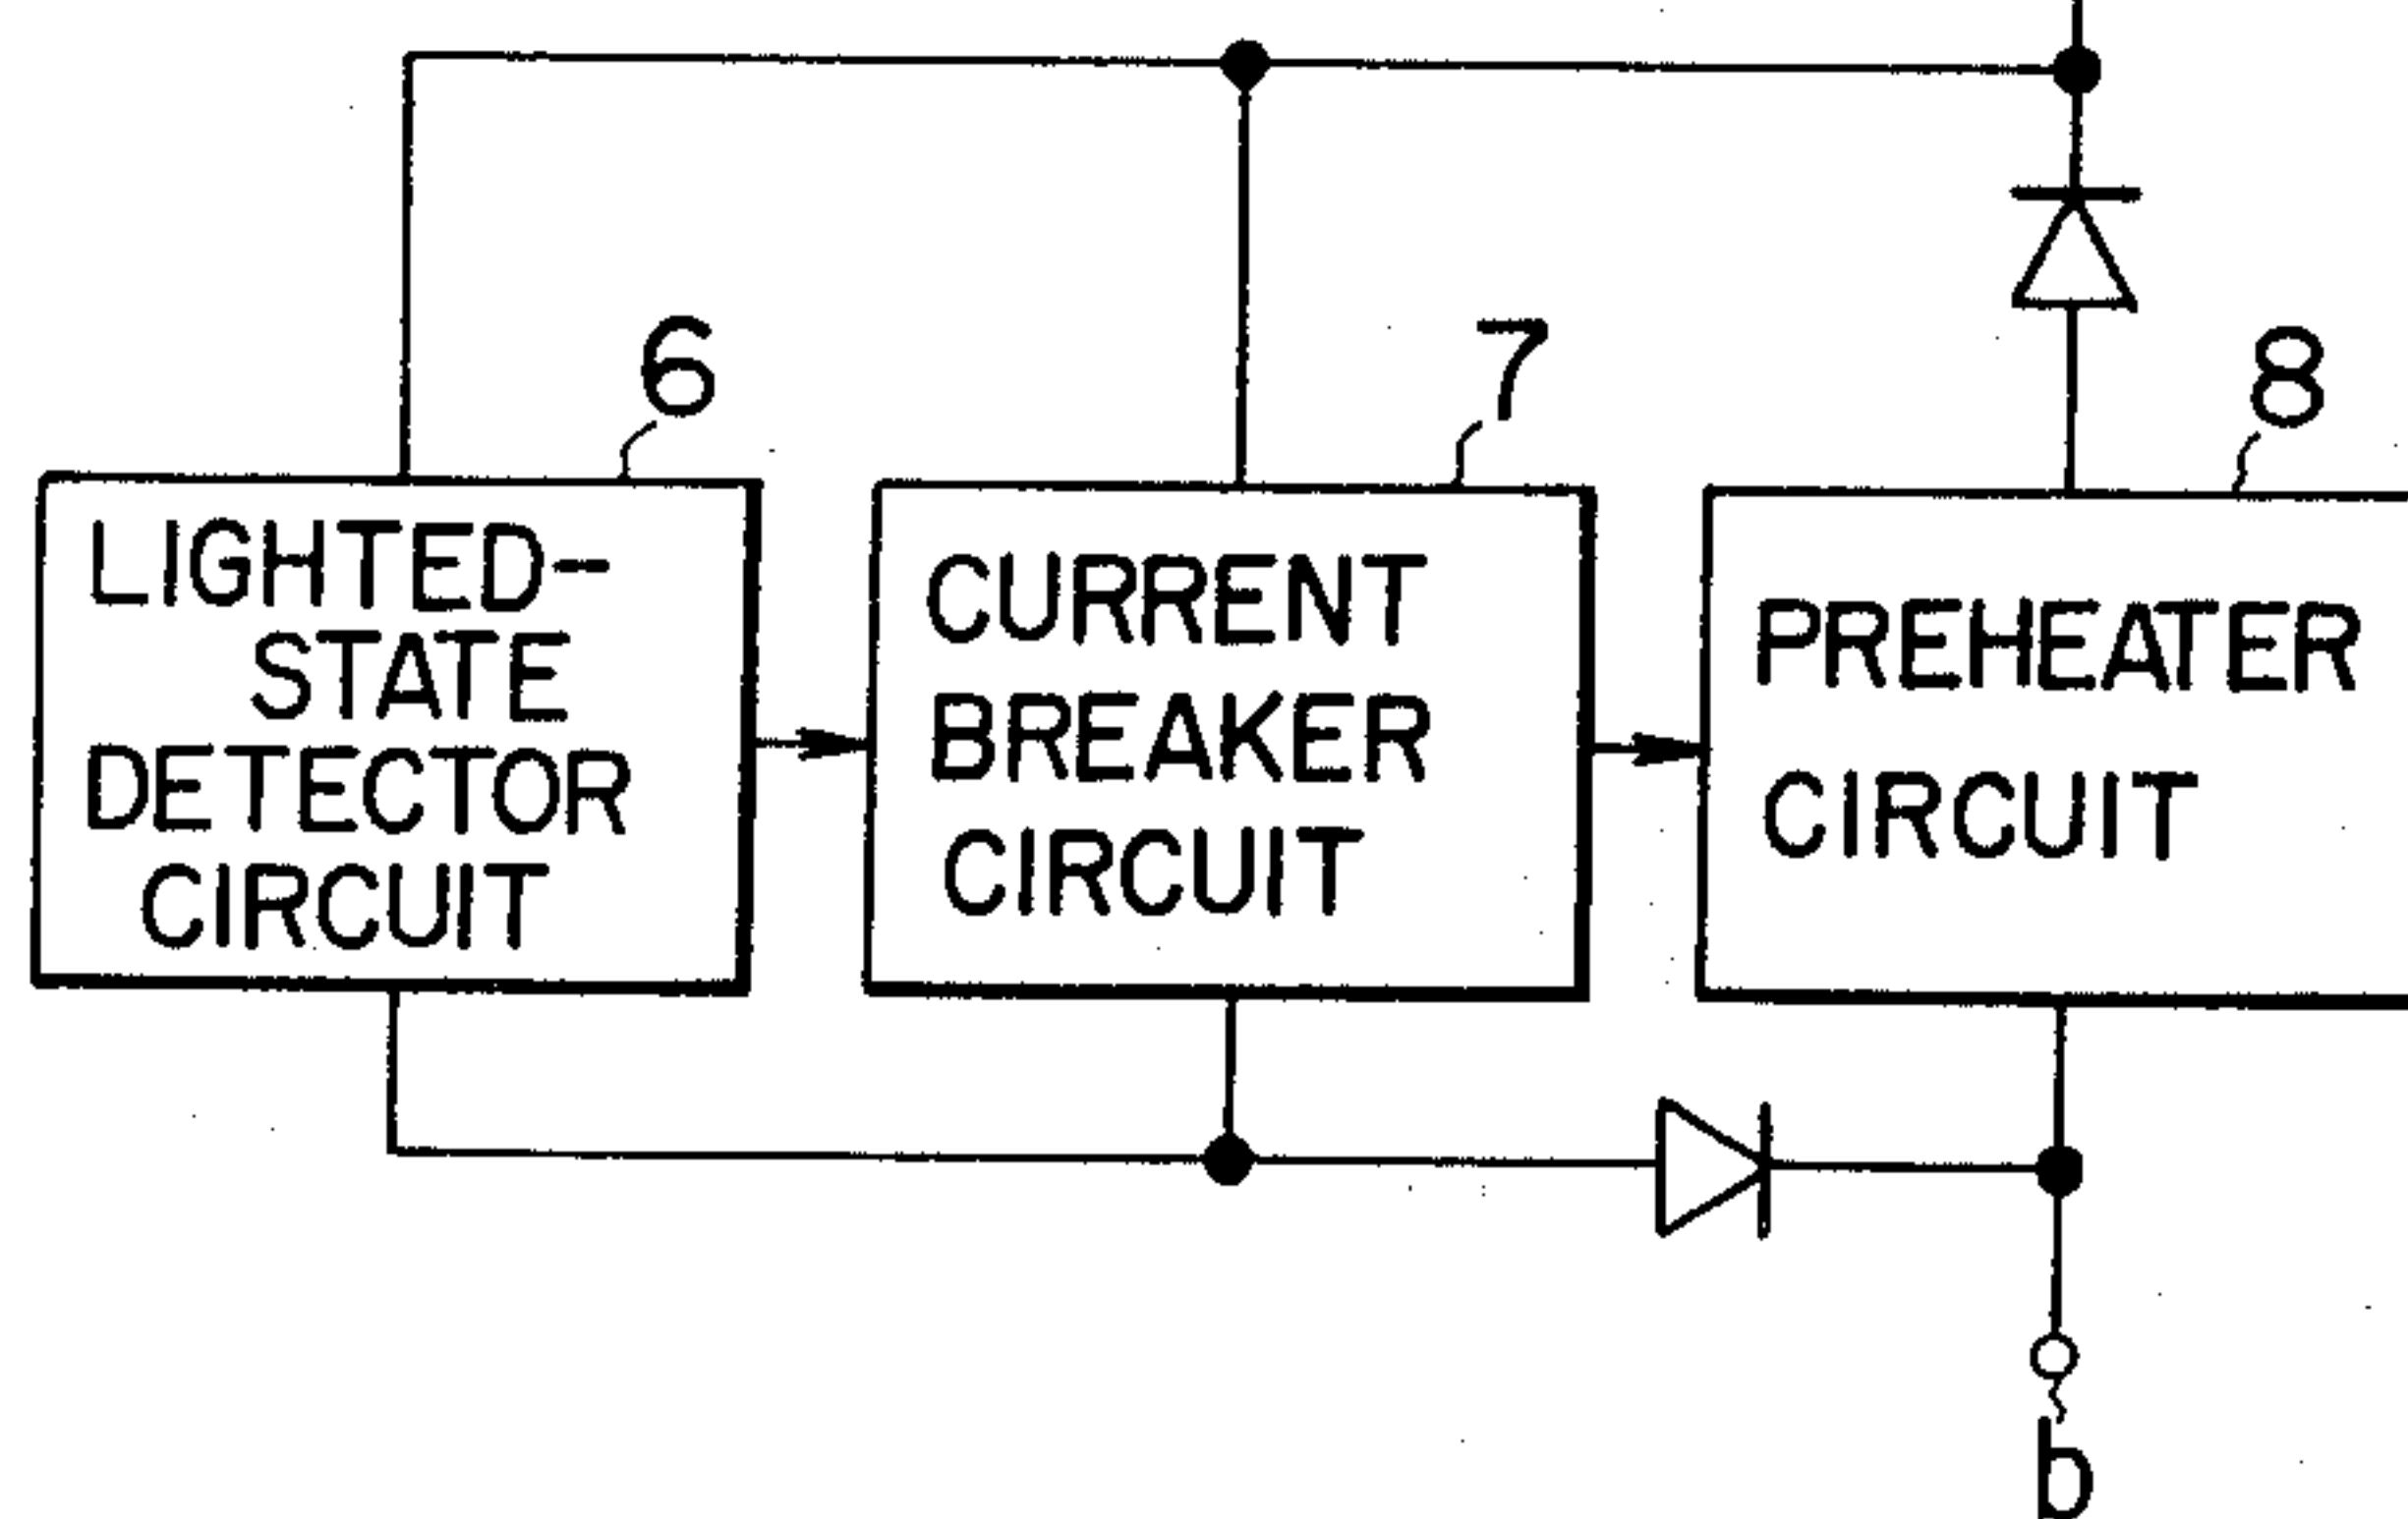 6
7
8
LIGHTED-
STATE
DETECTOR
CIRCUIT
CURRENT
BREAKER
CIRCUIT
PREHEATER
CIRCUIT
b